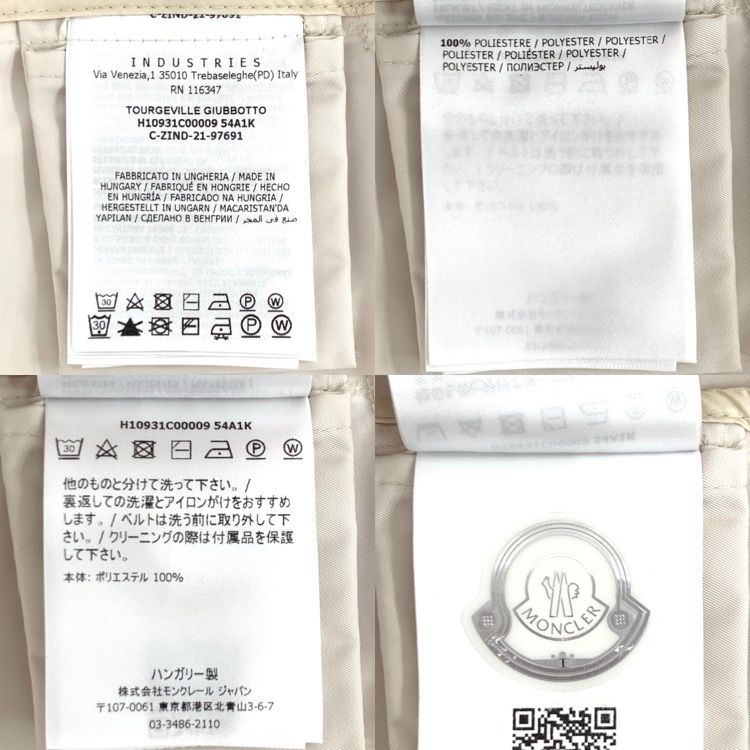 C-ZIND-21-97691
INDUSTRIES
Via Venezia,1 35010 Trebaseleghe(PD) Italy
RN 116347
TOURGEVILLE GIUBBOTTO
H10931C00009 54A1K
C-ZIND-21-97691
FABBRICATO IN UNGHERIA / MADE IN
HUNGARY / FABRIQUÉ EN HONGRIE / HECHO
EN HUNGRÍA / FABRICADO NA HUNGRIA /
HERGESTELLT IN UNGARN / MACARISTAN'DA
YAPILAN / СДЕЛАНО В ВЕНГРИИ / صنع في المجر
30 P W
30 P W
100% POLIESTERE / POLYESTER / POLYESTER /
POLIESTER / POLIÉSTER / POLYESTER /
POLYESTER / ПОЛИЭСТЕР / بوليستر
H10931C00009 54A1K
30 P W
他のものと分けて洗って下さい。/
裏返しての洗濯とアイロンがけをおすすめ
します。/ ベルトは洗う前に取り外して下
さい。/ クリーニングの際は付属品を保護
して下さい。
本体: ポリエステル 100%
ハンガリー製
株式会社モンクレール ジャパン
〒107-0061 東京都港区北青山3-6-7
03-3486-2110
MONCLER
I